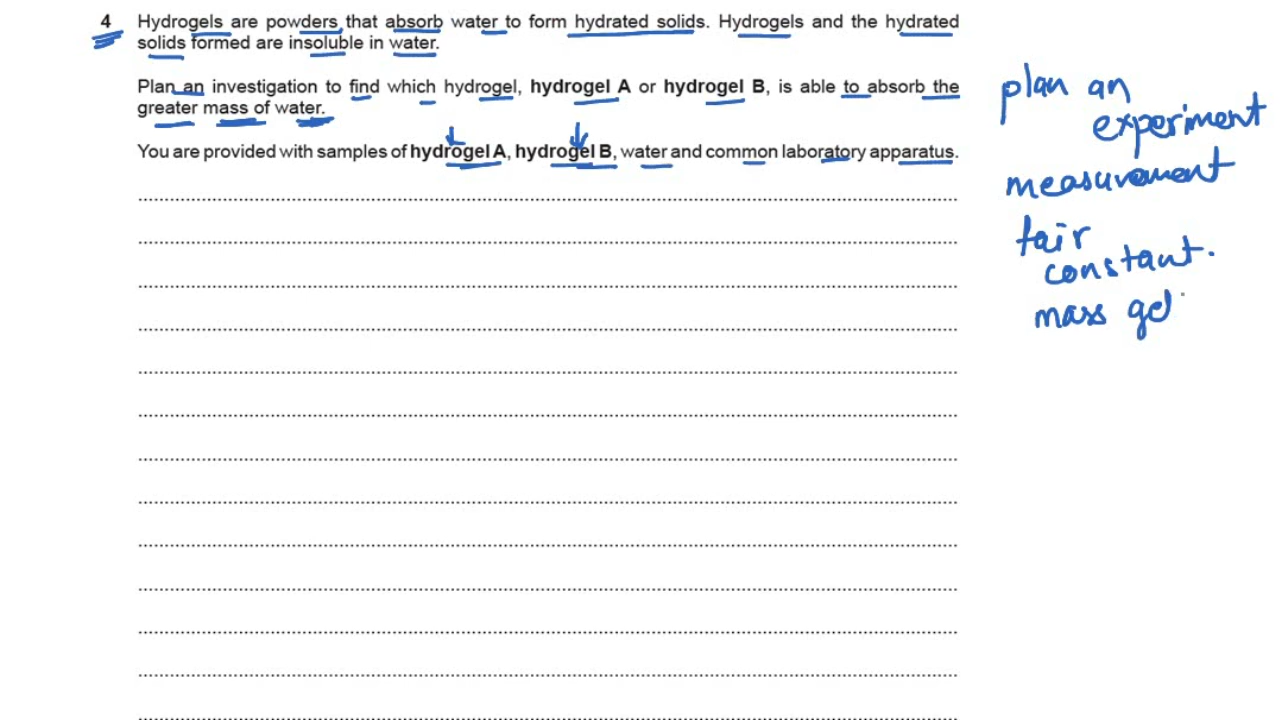 4 Hydrogels are powders that absorb water to form hydrated solids. Hydrogels and the hydrated
solids formed are insoluble in water.
Plan an investigation to find which hydrogel, hydrogel A or hydrogel B, is able to absorb the
greater mass of water.
You are provided with samples of hydrogel A, hydrogel B, water and common laboratory apparatus.
plan an
experiment
measurement
fair
constant.
mass gel